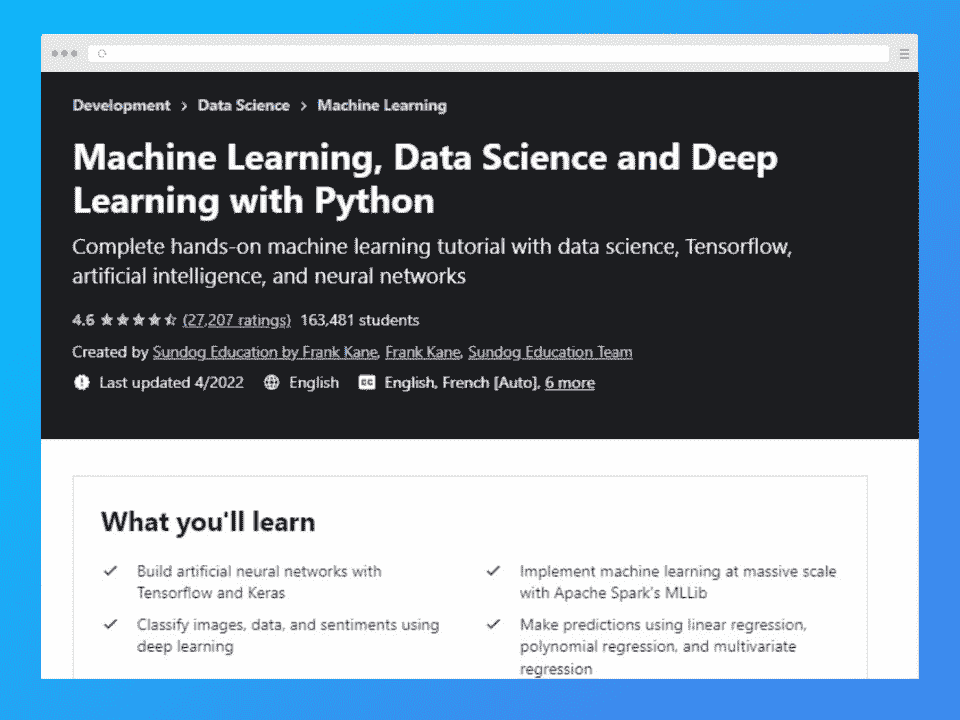 Development > Data Science > Machine Learning
Machine Learning, Data Science and Deep
Learning with Python
Complete hands-on machine learning tutorial with data science, Tensorflow,
artificial intelligence, and neural networks
4.6 ★★★★⯪ (27,207 ratings) 163,481 students
Created by Sundog Education by Frank Kane, Frank Kane, Sundog Education Team
Last updated 4/2022 English CC English, French [Auto], 6 more
What you'll learn
Build artificial neural networks with
Tensorflow and Keras
Classify images, data, and sentiments using
deep learning
Implement machine learning at massive scale
with Apache Spark's MLLib
Make predictions using linear regression,
polynomial regression, and multivariate
regression